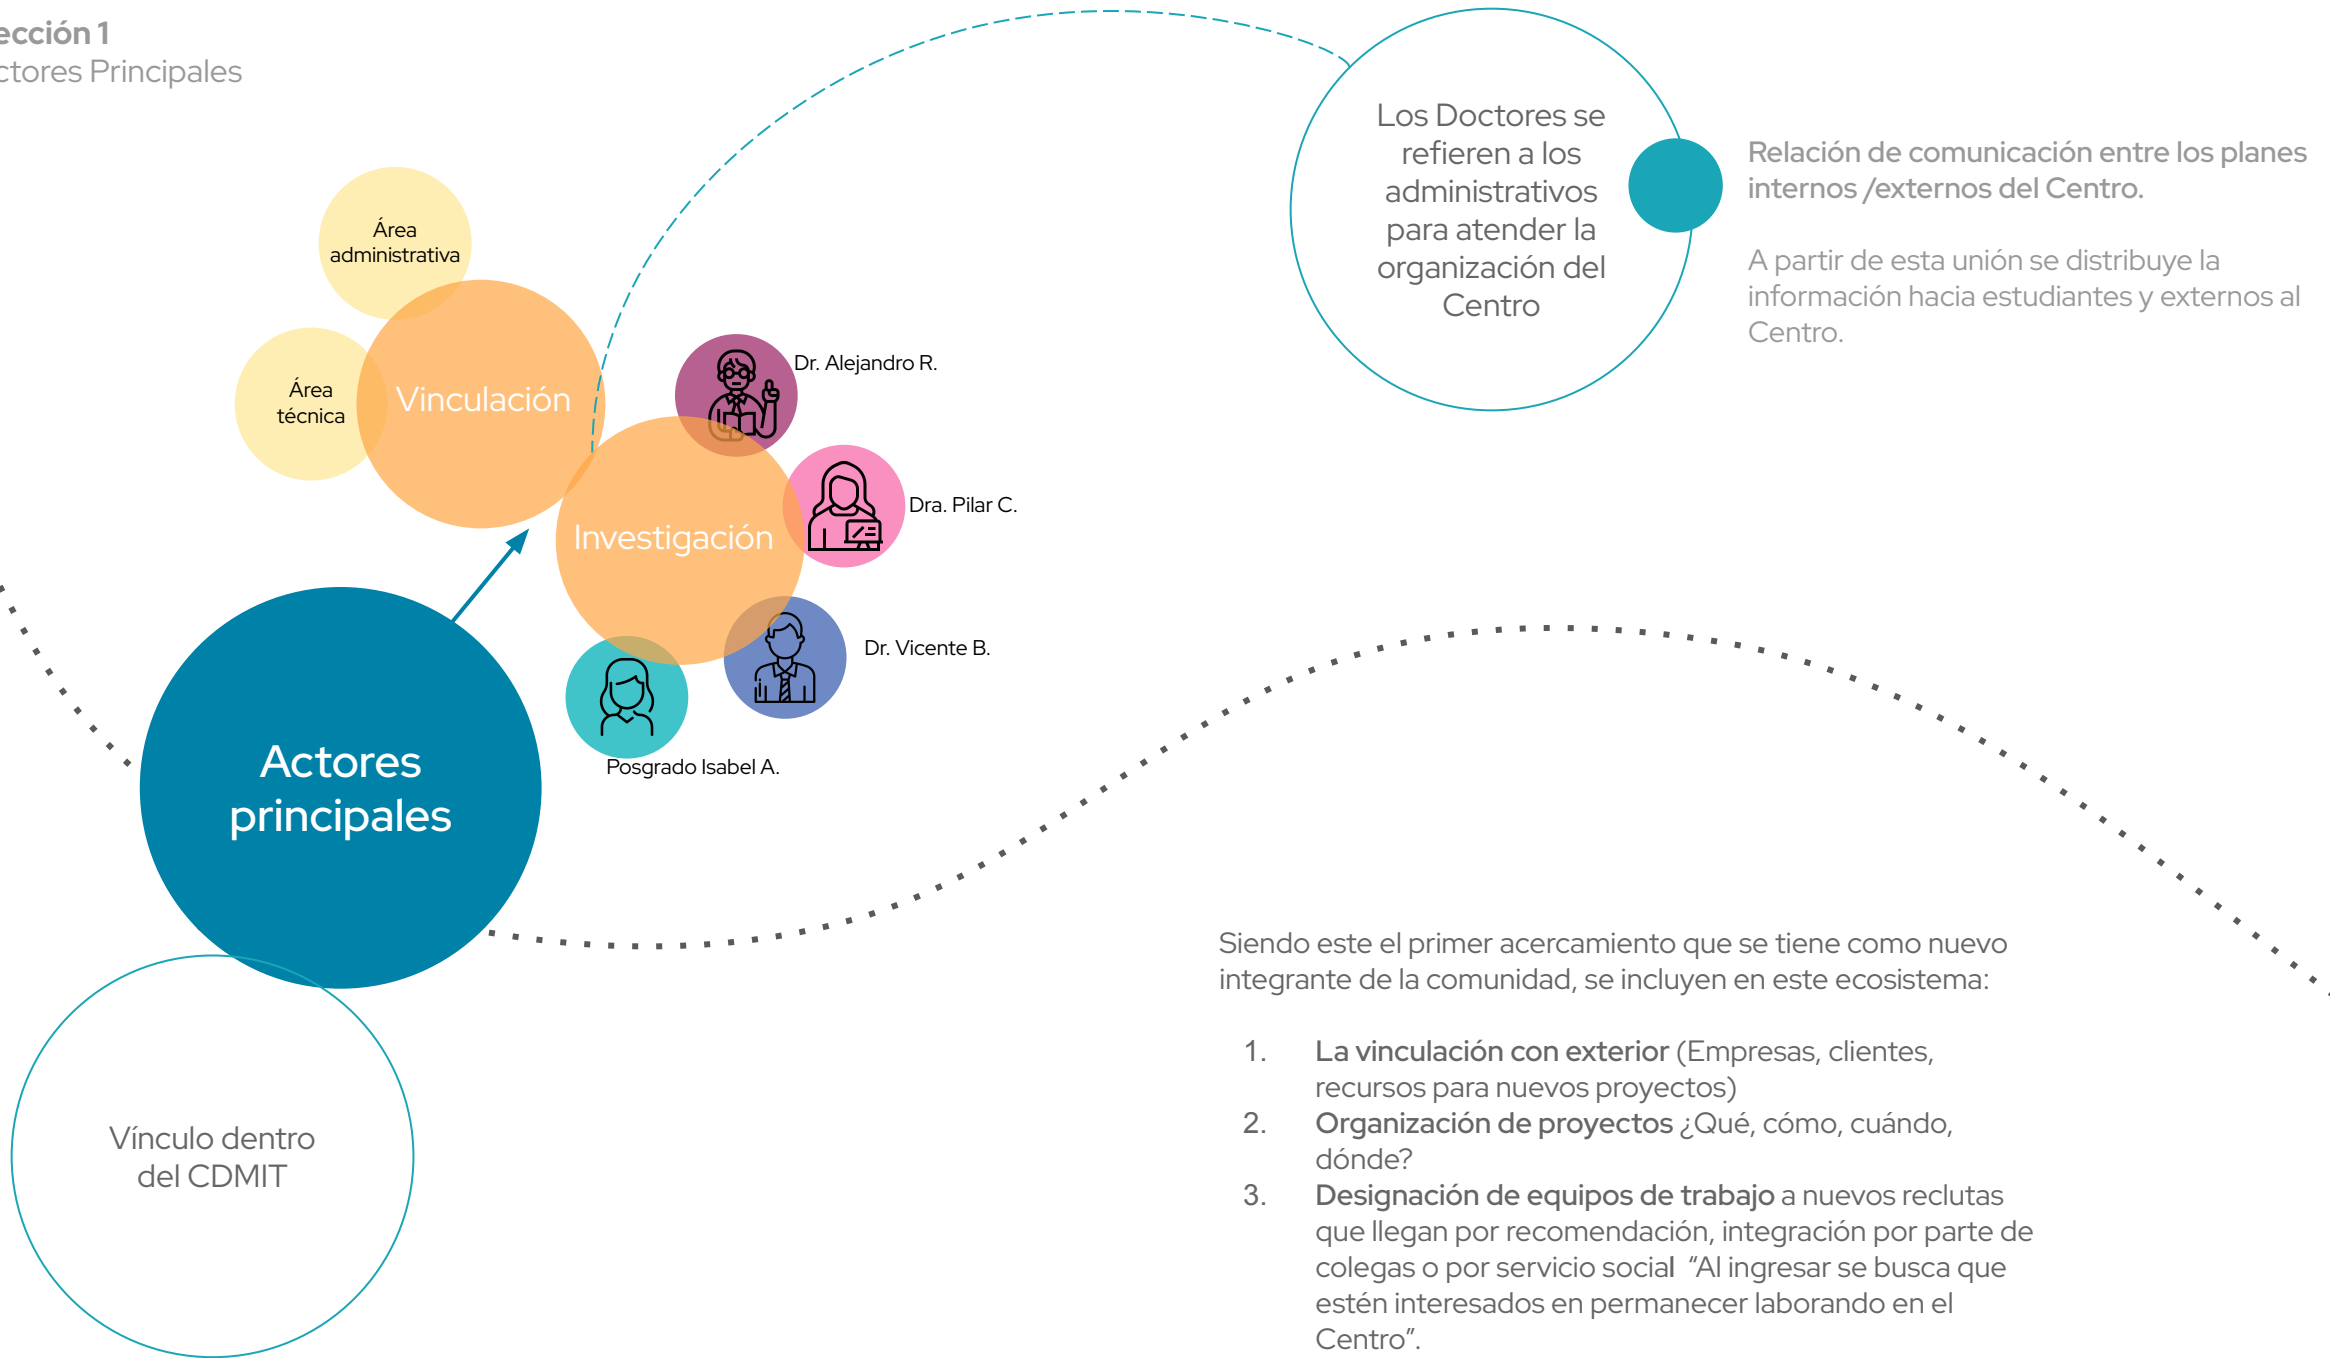 ección 1
ctores Principales
Los Doctores se
refieren a los
administrativos
para atender la
organización del
Centro
Relación de comunicación entre los planes
internos /externos del Centro.
A partir de esta unión se distribuye la
información hacia estudiantes y externos al
Centro.
Área
administrativa
Área
técnica
Vinculación
Dr. Alejandro R.
Dra. Pilar C.
Investigación
Dr. Vicente B.
Posgrado Isabel A.
Actores
principales
Vínculo dentro
del CDMIT
Siendo este el primer acercamiento que se tiene como nuevo
integrante de la comunidad, se incluyen en este ecosistema:
1. La vinculación con exterior (Empresas, clientes,
recursos para nuevos proyectos)
2. Organización de proyectos ¿Qué, cómo, cuándo,
dónde?
3. Designación de equipos de trabajo a nuevos reclutas
que llegan por recomendación, integración por parte de
colegas o por servicio social “Al ingresar se busca que
estén interesados en permanecer laborando en el
Centro”.